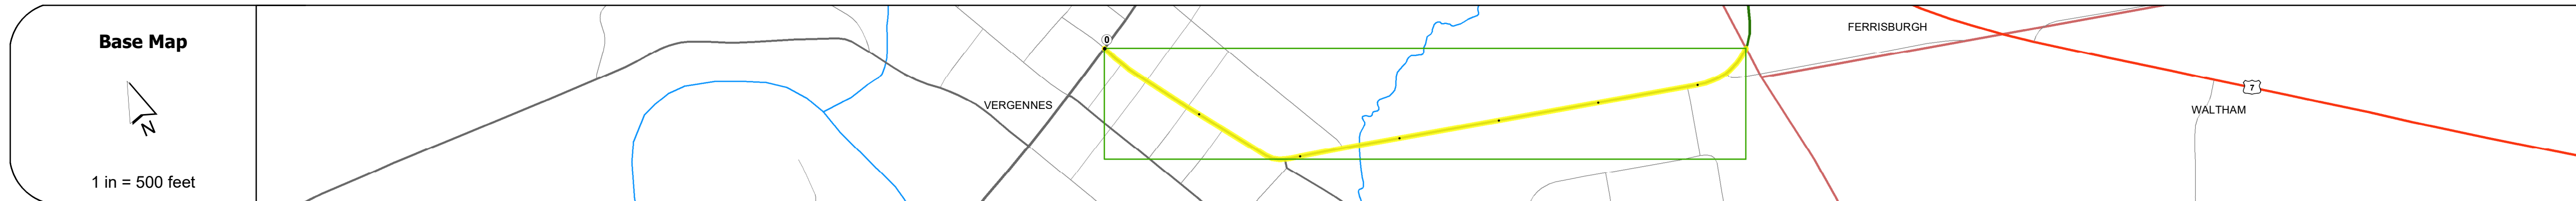 Base Map
N
1 in = 500 feet
VERGENNES
0
FERRISBURGH
7
WALTHAM